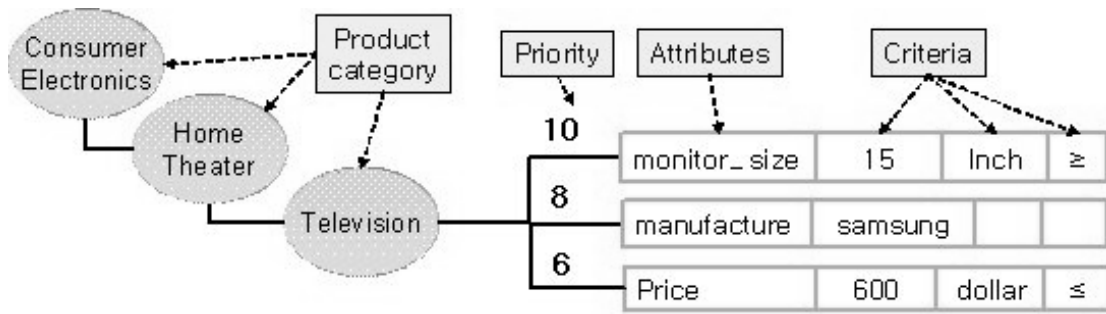 Consumer
Electronics
Product
category
Priority
Attributes
Criteria
Home
Theater
Television
10
monitor_size 15 Inch ≥
8
manufacture samsung
6
Price 600 dollar ≤